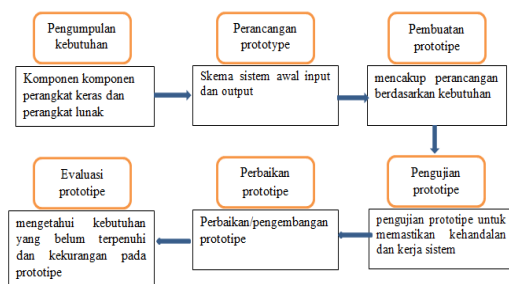 Pengumpulan
kebutuhan
Komponen komponen
perangkat keras dan
perangkat lunak
Perancangan
prototype
Skema sistem awal input
dan output
Pembuatan
prototipe
mencakup perancangan
berdasarkan kebutuhan
Pengujian
prototipe
pengujian prototipe untuk
memastikan kehandalan
dan kerja sistem
Perbaikan
prototipe
Perbaikan/pengembangan
prototipe
Evaluasi
prototipe
mengetahui kebutuhan
yang belum terpenuhi
dan kekurangan pada
prototipe